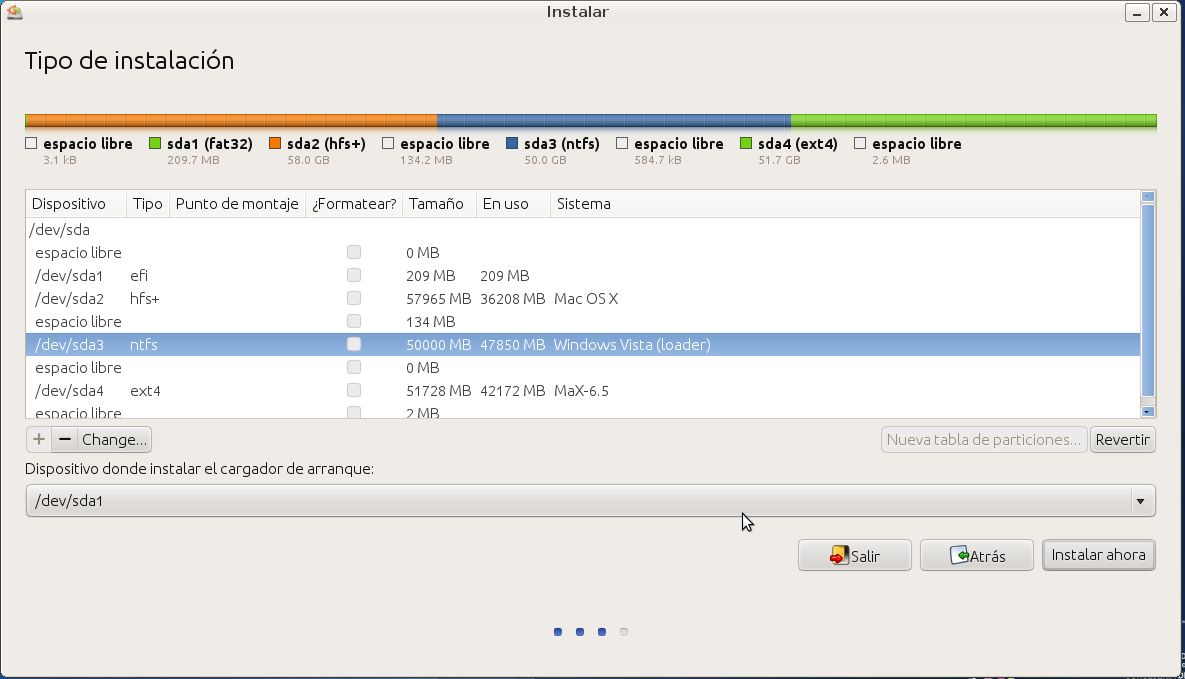 Instalar
Tipo de instalación
espacio libre sda1 (fat32) sda2 (hfs+) espacio libre sda3 (ntfs) espacio libre sda4 (ext4) espacio libre
3.1 kB 209.7 MB 58.0 GB 134.2 MB 50.0 GB 584.7 kB 51.7 GB 2.6 MB
Dispositivo Tipo Punto de montaje ¿Formatear? Tamaño En uso Sistema
/dev/sda
espacio libre 0 MB
/dev/sda1 efi 209 MB 209 MB
/dev/sda2 hfs+ 57965 MB 36208 MB Mac OS X
espacio libre 134 MB
/dev/sda3 ntfs 50000 MB 47850 MB Windows Vista (loader)
espacio libre 0 MB
/dev/sda4 ext4 51728 MB 42172 MB MaX-6.5
espacio libre 2 MB
+ − Change... Nueva tabla de particiones... Revertir
Dispositivo donde instalar el cargador de arranque:
/dev/sda1
Salir Atrás Instalar ahora